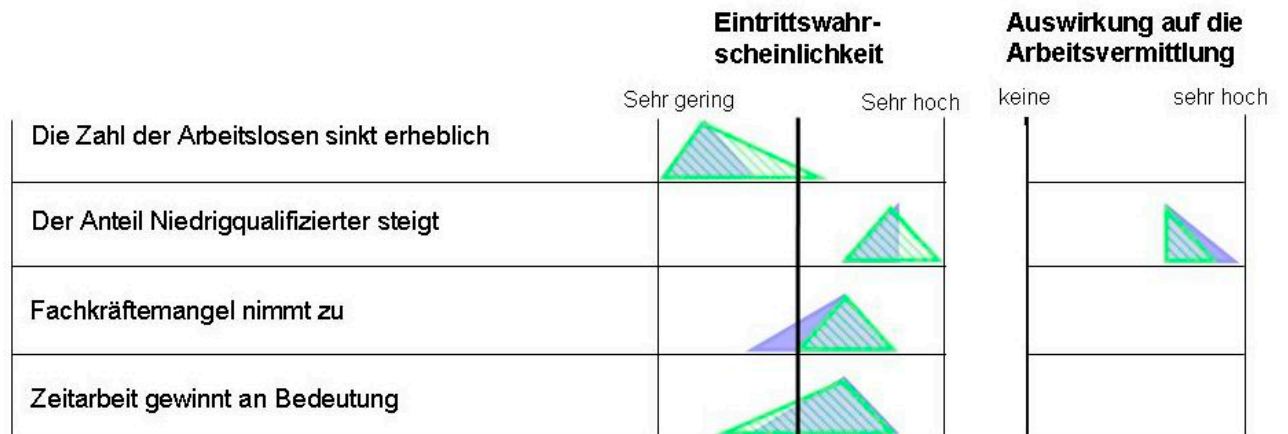 Eintrittswahr-
scheinlichkeit
Auswirkung auf die
Arbeitsvermittlung
Sehr gering
Sehr hoch
keine
sehr hoch
Die Zahl der Arbeitslosen sinkt erheblich
Der Anteil Niedrigqualifizierter steigt
Fachkräftemangel nimmt zu
Zeitarbeit gewinnt an Bedeutung